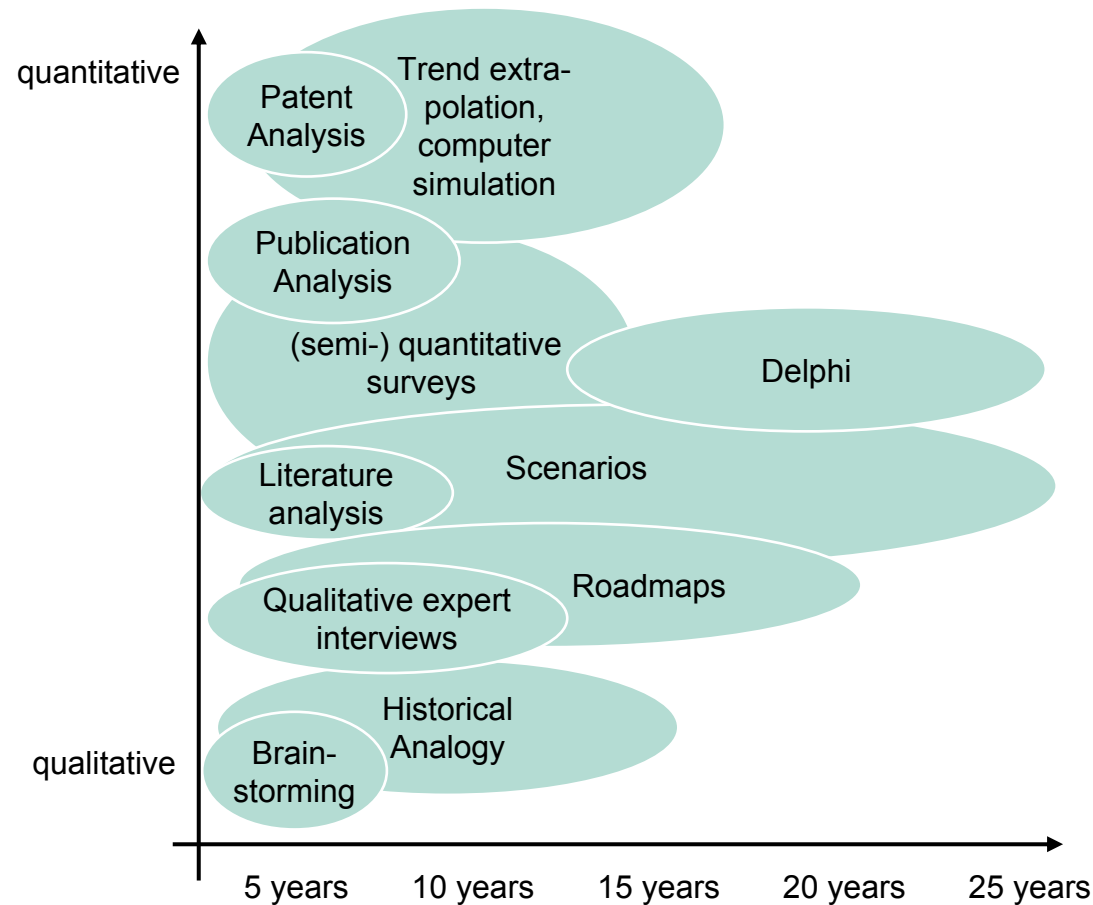 quantitative
Trend extra-
polation,
computer
simulation
Patent
Analysis
Publication
Analysis
(semi-) quantitative
surveys
Delphi
Scenarios
Literature
analysis
Roadmaps
Qualitative expert
interviews
Historical
Analogy
qualitative
Brain-
storming
5 years
10 years
15 years
20 years
25 years